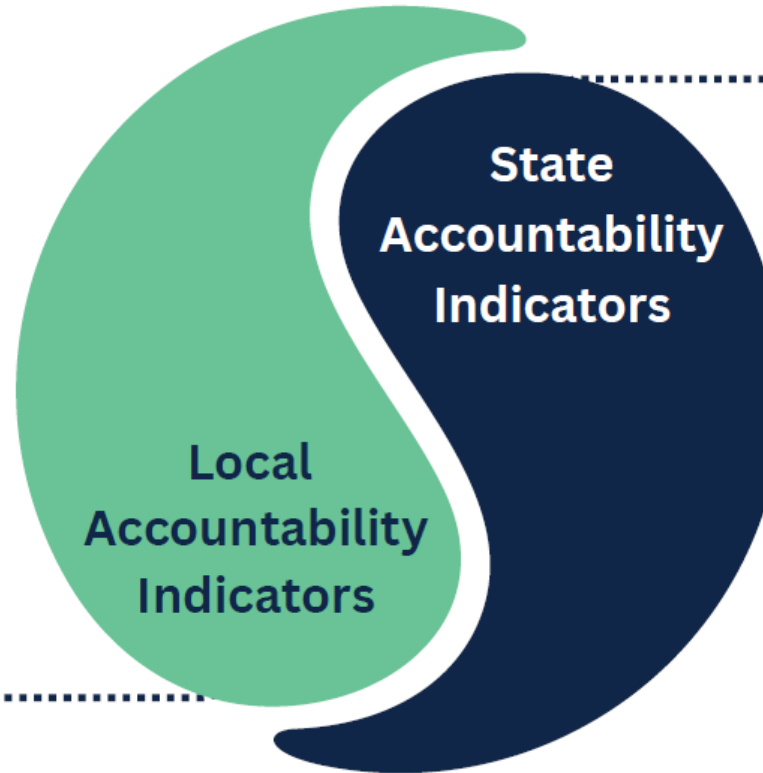 State
Accountability
Indicators
Local
Accountability
Indicators